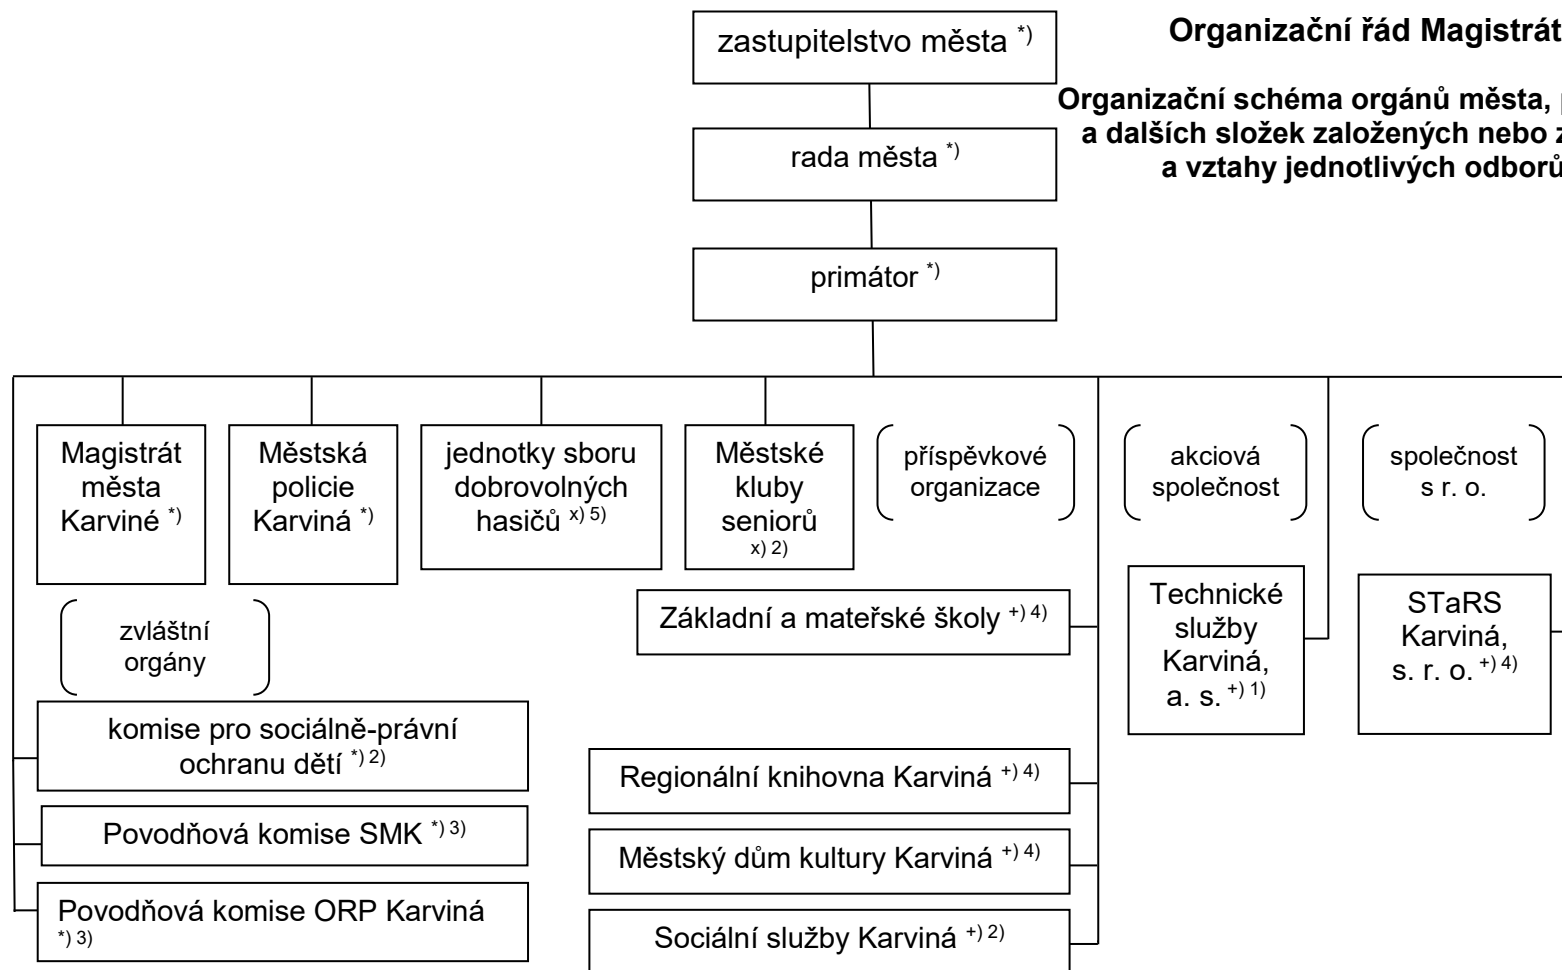 zastupitelstvo města *)
Organizační řád Magistrát
Organizační schéma orgánů města,
a dalších složek založených nebo
a vztahy jednotlivých odborů
rada města *)
primátor *)
Magistrát
města
Karviné *)
Městská
policie
Karviná *)
jednotky sboru
dobrovolných
hasičů x) 5)
Městské
kluby
seniorů
x) 2)
příspěvkové
organizace
akciová
společnost
společnost
s r. o.
zvláštní
orgány
Základní a mateřské školy +) 4)
Technické
služby
Karviná,
a. s. +) 1)
STaRS
Karviná,
s. r. o. +) 4)
komise pro sociálně-právní
ochranu dětí *) 2)
Regionální knihovna Karviná +) 4)
Povodňová komise SMK *) 3)
Městský dům kultury Karviná +) 4)
Povodňová komise ORP Karviná
*) 3)
Sociální služby Karviná +) 2)